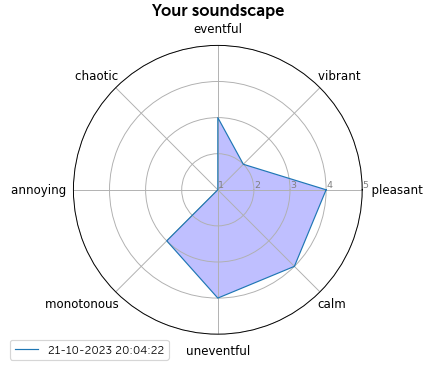 Your soundscape
eventful
chaotic
vibrant
annoying
1 2 3 4 5
pleasant
monotonous
calm
uneventful
21-10-2023 20:04:22